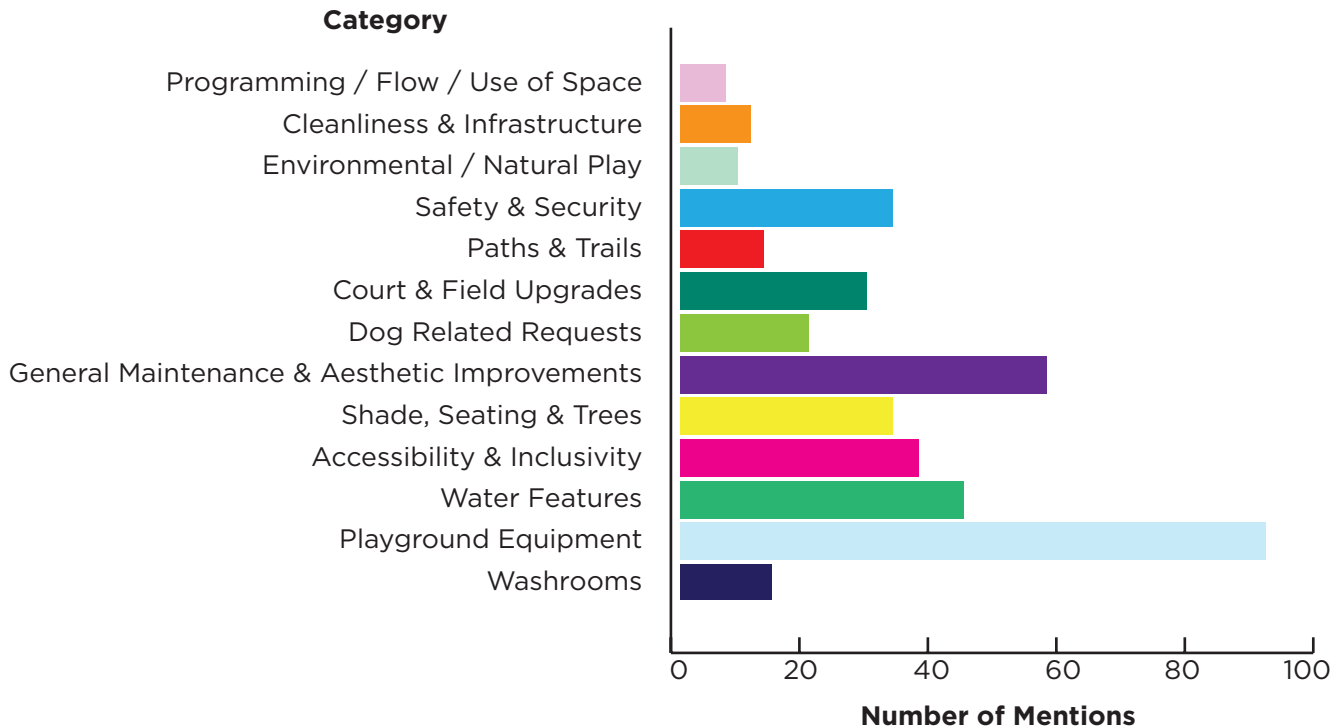 Category
Programming / Flow / Use of Space
Cleanliness & Infrastructure
Environmental / Natural Play
Safety & Security
Paths & Trails
Court & Field Upgrades
Dog Related Requests
General Maintenance & Aesthetic Improvements
Shade, Seating & Trees
Accessibility & Inclusivity
Water Features
Playground Equipment
Washrooms
0 20 40 60 80 100
Number of Mentions